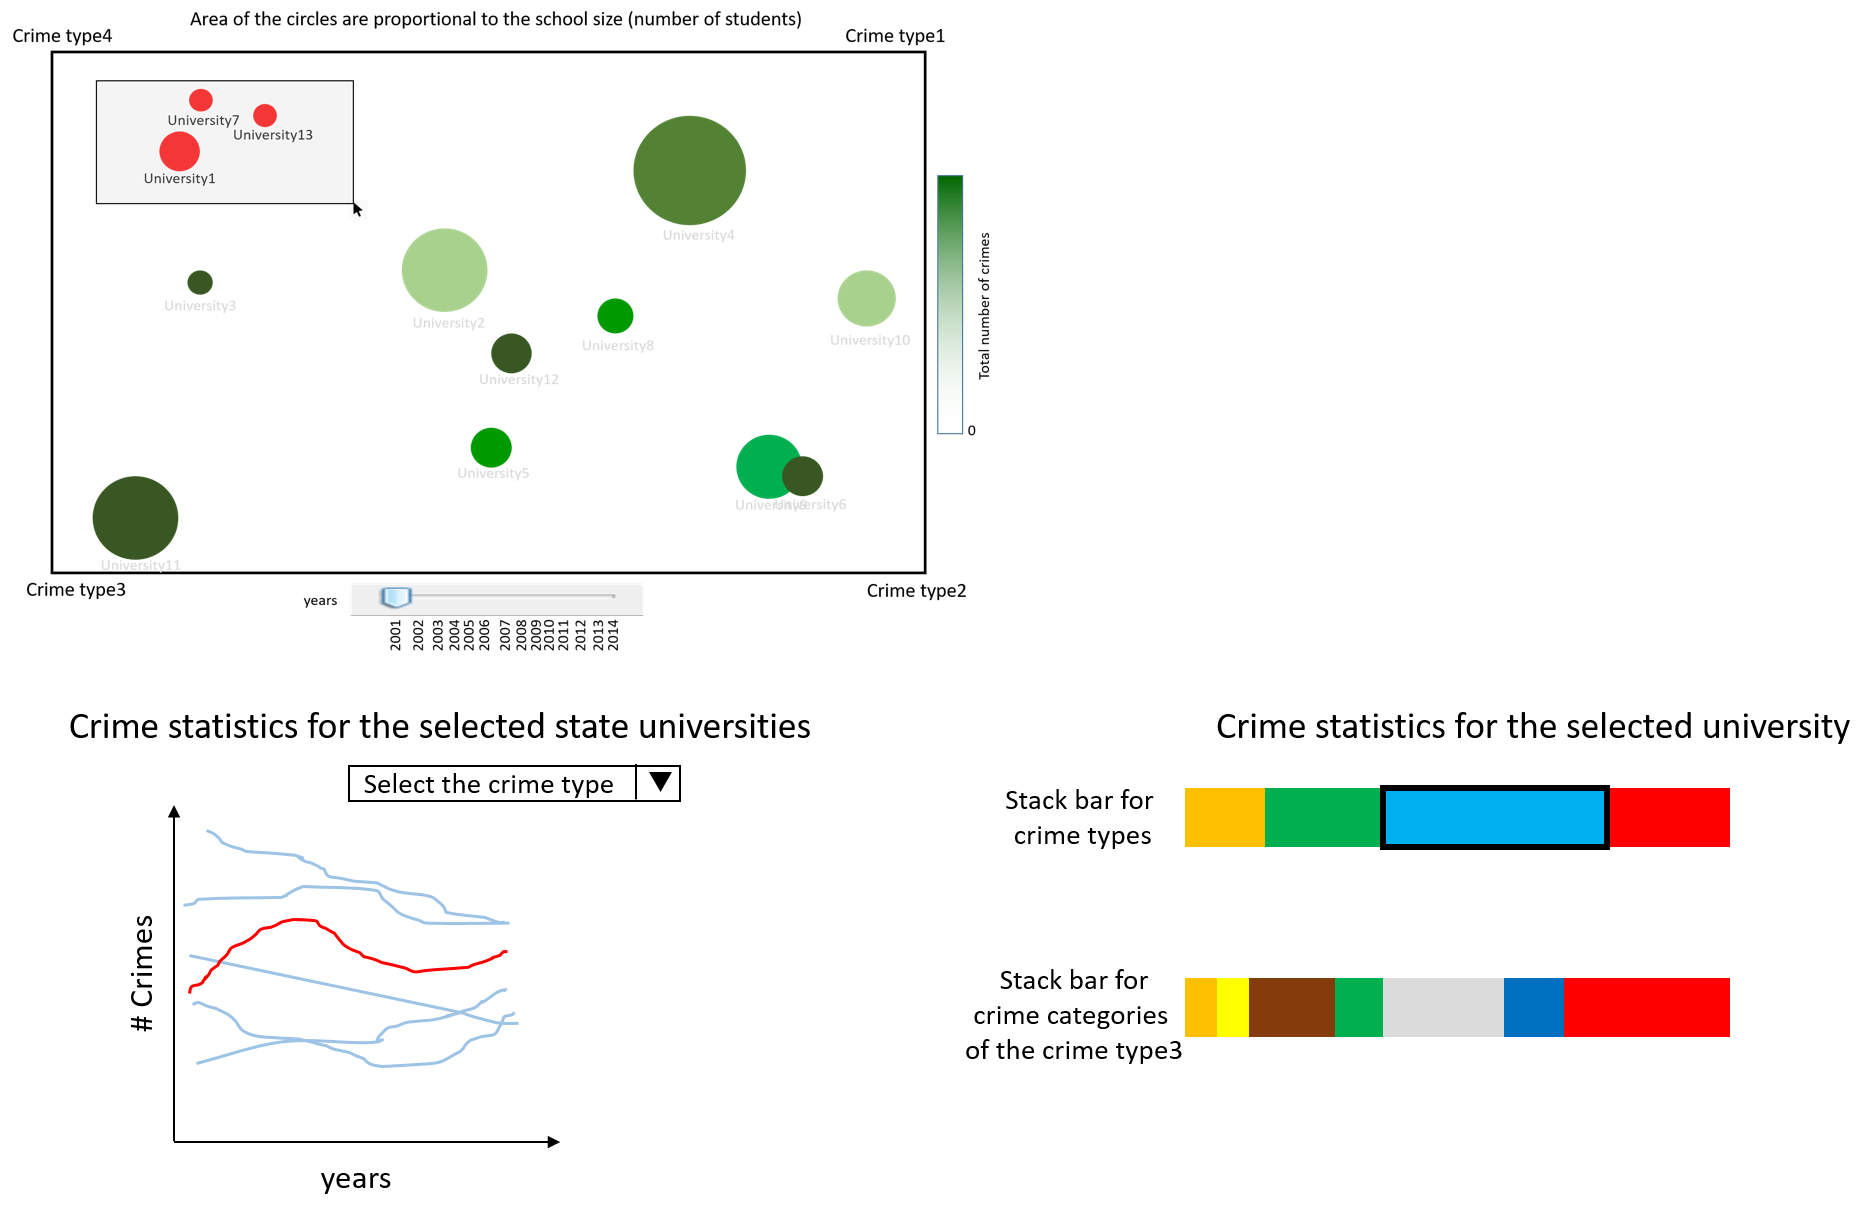 Area of the circles are proportional to the school size (number of students)
Crime type4
Crime type1
University7
University13
University1
University4
University3
University2
University8
University10
University12
University5
University6
University11
Total number of crimes
0
Crime type3
Crime type2
years
2001
2002
2003
2004
2005
2006
2007
2008
2009
2010
2011
2012
2013
2014
Crime statistics for the selected state universities
Select the crime type
# Crimes
years
Crime statistics for the selected university
Stack bar for
crime types
Stack bar for
crime categories
of the crime type3